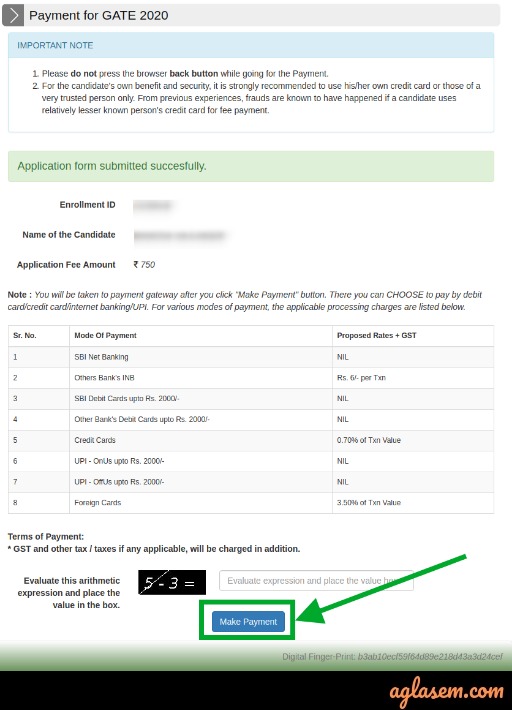 Payment for GATE 2020
IMPORTANT NOTE
1. Please do not press the browser back button while going for the Payment.
2. For the candidate's own benefit and security, it is strongly recommended to use his/her own credit card or those of a
very trusted person only. From previous experiences, frauds are known to have happened if a candidate uses
relatively lesser known person's credit card for fee payment.
Application form submitted succesfully.
Enrollment ID
Name of the Candidate
Application Fee Amount ₹ 750
Note : You will be taken to payment gateway after you click "Make Payment" button. There you can CHOOSE to pay by debit
card/credit card/internet banking/UPI. For various modes of payment, the applicable processing charges are listed below.
Sr. No. Mode Of Payment Proposed Rates + GST
1 SBI Net Banking NIL
2 Others Bank's INB Rs. 6/- per Txn
3 SBI Debit Cards upto Rs. 2000/- NIL
4 Other Bank's Debit Cards upto Rs. 2000/- NIL
5 Credit Cards 0.70% of Txn Value
6 UPI - OnUs upto Rs. 2000/- NIL
7 UPI - OffUs upto Rs. 2000/- NIL
8 Foreign Cards 3.50% of Txn Value
Terms of Payment:
* GST and other tax / taxes if any applicable, will be charged in addition.
Evaluate this arithmetic
expression and place the
value in the box.
5 - 3 =
Evaluate expression and place the value here
Make Payment
Digital Finger-Print: b3ab10ecf59f64d89e218d43a3d24cef
aglasem.com